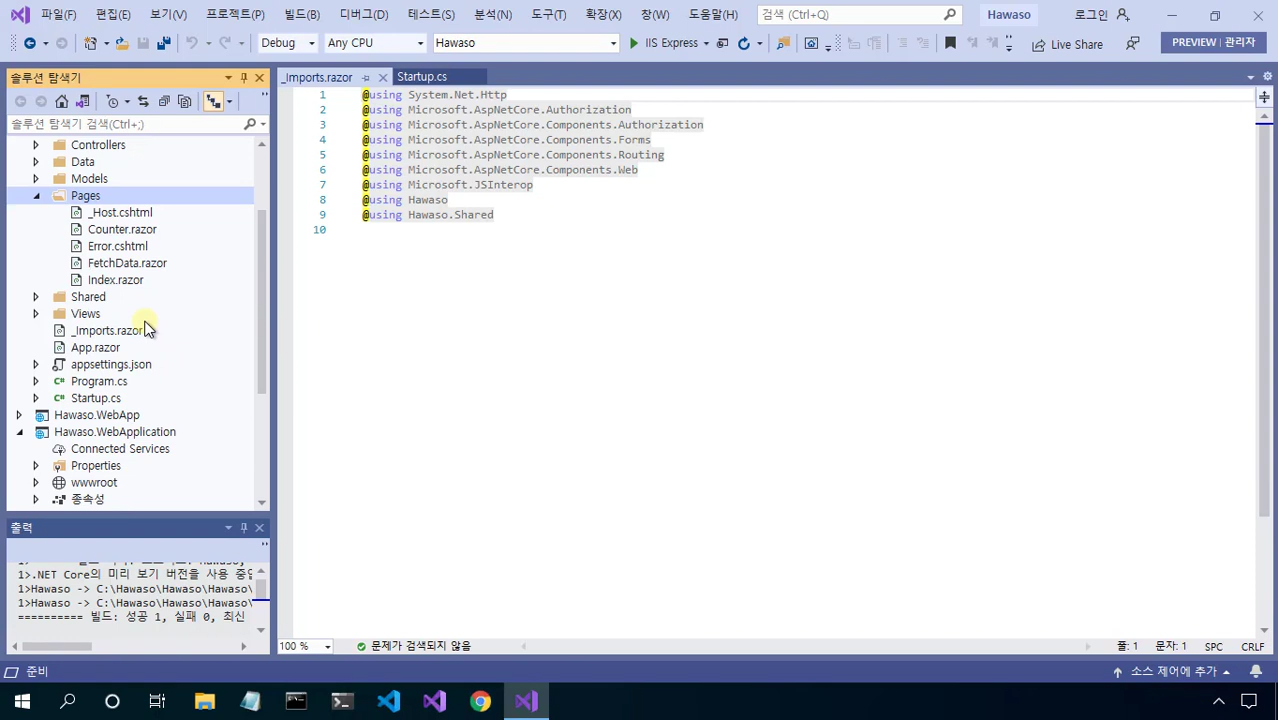 파일(F) 편집(E) 보기(V) 프로젝트(P) 빌드(B) 디버그(D) 테스트(S) 분석(N) 도구(T) 확장(X) 창(W) 도움말(H) 검색 (Ctrl+Q) Hawaso 로그인
Debug Any CPU Hawaso IIS Express Live Share PREVIEW 관리자
솔루션 탐색기
솔루션 탐색기 검색(Ctrl+;)
Controllers
Data
Models
Pages
_Host.cshtml
Counter.razor
Error.cshtml
FetchData.razor
Index.razor
Shared
Views
_Imports.razor
App.razor
appsettings.json
Program.cs
Startup.cs
Hawaso.WebApp
Hawaso.WebApplication
Connected Services
Properties
wwwroot
종속성
출력
1>.NET Core의 미리 보기 버전을 사용
1>Hawaso -> C:\Hawaso\Hawaso\Hawaso\
1>Hawaso -> C:\Hawaso\Hawaso\Hawaso\
========== 빌드: 성공 1, 실패 0, 최신
_Imports.razor Startup.cs
1 @using System.Net.Http
2 @using Microsoft.AspNetCore.Authorization
3 @using Microsoft.AspNetCore.Components.Authorization
4 @using Microsoft.AspNetCore.Components.Forms
5 @using Microsoft.AspNetCore.Components.Routing
6 @using Microsoft.AspNetCore.Components.Web
7 @using Microsoft.JSInterop
8 @using Hawaso
9 @using Hawaso.Shared
10
100 % 문제가 검색되지 않음 줄: 1 문자: 1 SPC CRLF
준비 소스 제어에 추가